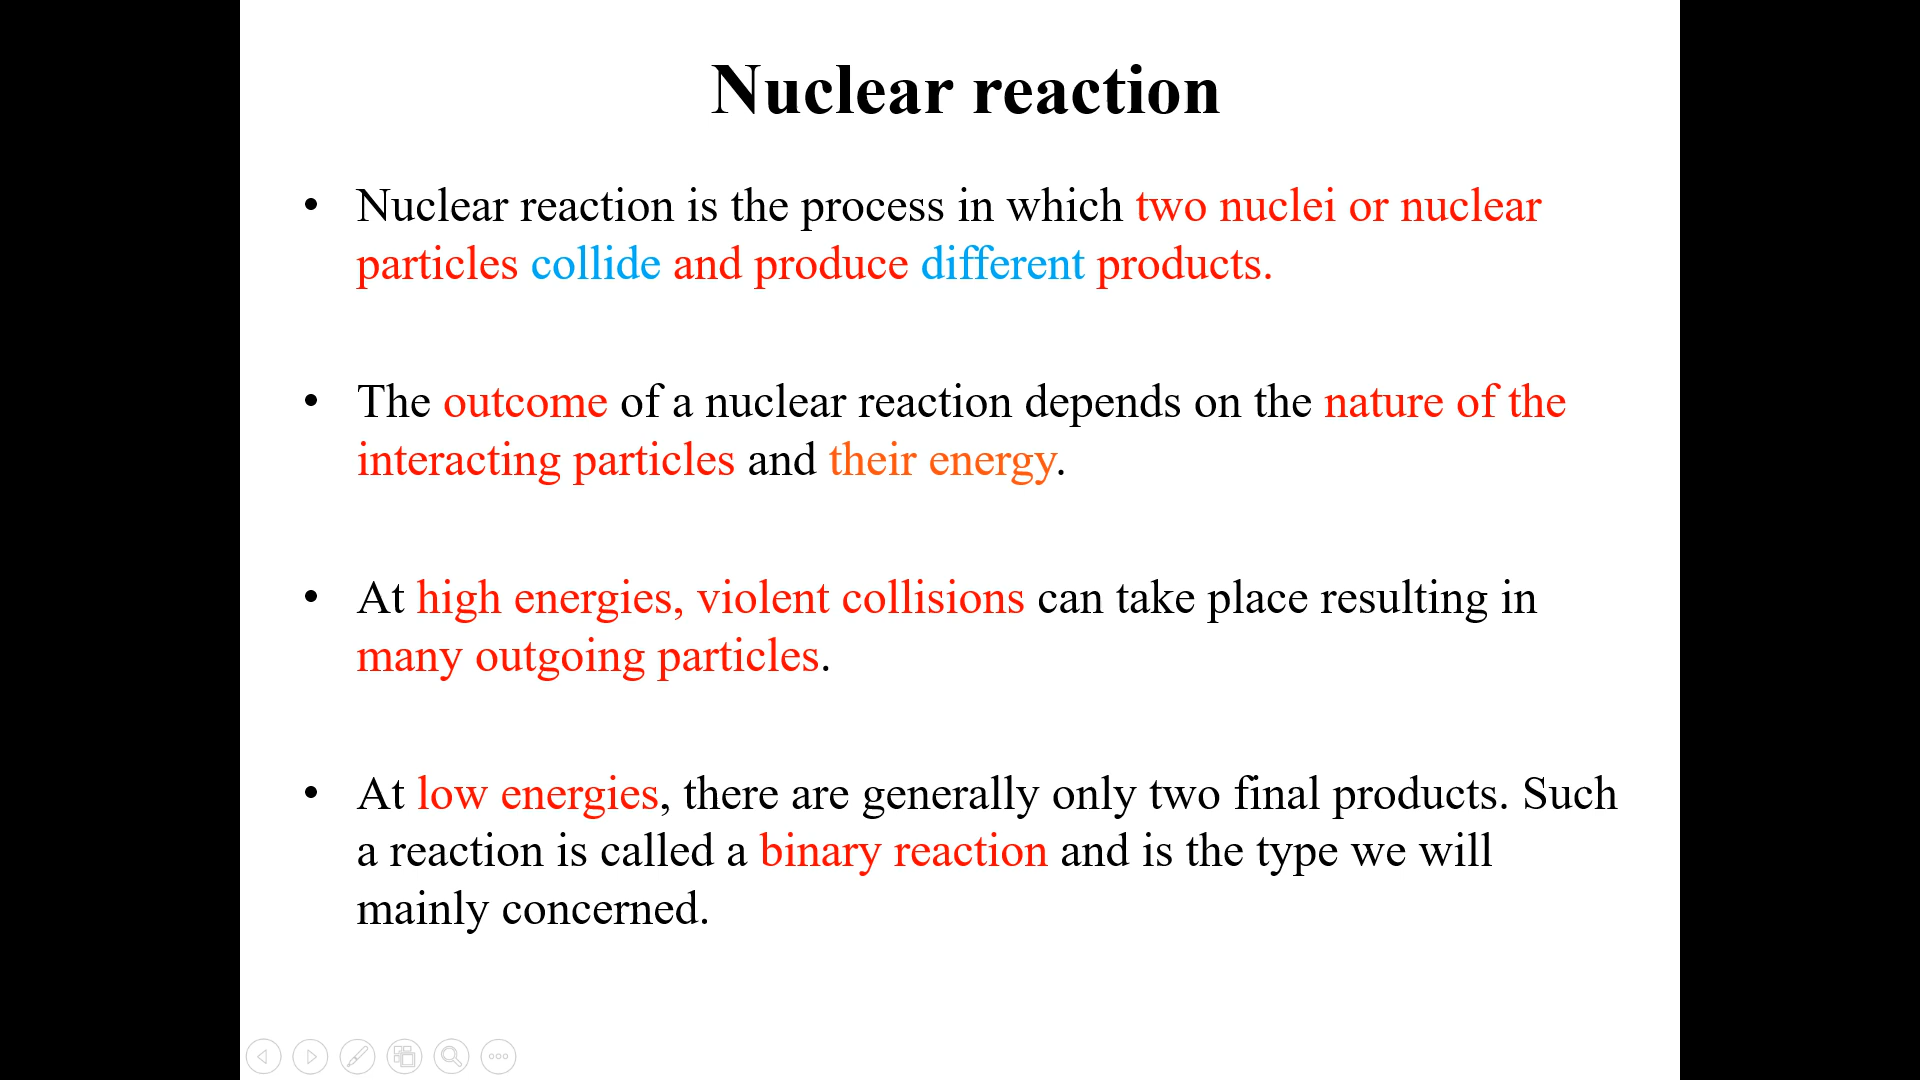 Nuclear reaction
• Nuclear reaction is the process in which two nuclei or nuclear
particles collide and produce different products.
• The outcome of a nuclear reaction depends on the nature of the
interacting particles and their energy.
• At high energies, violent collisions can take place resulting in
many outgoing particles.
• At low energies, there are generally only two final products. Such
a reaction is called a binary reaction and is the type we will
mainly concerned.